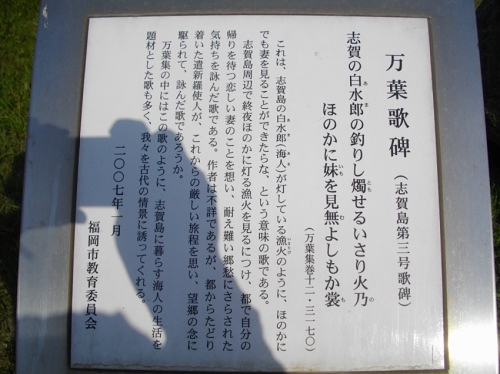 万葉歌碑（志賀島第三号歌碑）
志賀の白水郎の釣りし燭せるいさり火乃
ほのかに妹を見無よしもか裳
（万葉集巻十二・三一七〇）
これは、志賀島の白水郎（海人）が灯している漁火のように、ほのかに
でも妻を見ることができたらな、という意味の歌である。
志賀島周辺で終夜ほのかに灯る漁火を見るにつけ、都で自分の
帰りを待つ恋しい妻のことを想い、耐え難い郷愁にさらされた
気持ちを詠んだ歌である。作者は不詳であるが、都からたどり
着いた遣新羅使人が、これからの厳しい旅程を思い、望郷の念に
駆られて、詠んだ歌であろうか。
万葉集の中にはこの歌のように、志賀島に暮らす海人の生活を
題材とした歌も多く、我々を古代の情景に誘ってくれる。
二〇〇七年一月
福岡市教育委員会